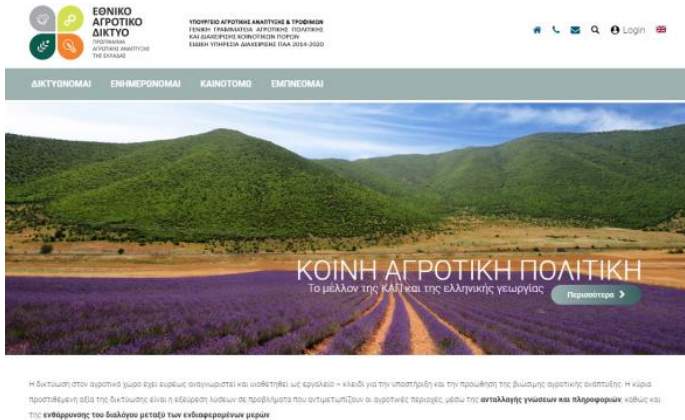 ΕΘΝΙΚΟ
ΑΓΡΟΤΙΚΟ
ΔΙΚΤΥΟ
ΠΡΟΓΡΑΜΜΑ
ΑΓΡΟΤΙΚΗΣ ΑΝΑΠΤΥΞΗΣ
ΤΗΣ ΕΛΛΑΔΑΣ
ΥΠΟΥΡΓΕΙΟ ΑΓΡΟΤΙΚΗΣ ΑΝΑΠΤΥΞΗΣ & ΤΡΟΦΙΜΩΝ
ΓΕΝΙΚΗ ΓΡΑΜΜΑΤΕΙΑ ΑΓΡΟΤΙΚΗΣ ΠΟΛΙΤΙΚΗΣ
ΚΑΙ ΔΙΑΧΕΙΡΙΣΗΣ ΚΟΙΝΟΤΙΚΩΝ ΠΟΡΩΝ
ΕΙΔΙΚΗ ΥΠΗΡΕΣΙΑ ΔΙΑΧΕΙΡΙΣΗΣ ΠΑΑ 2014-2020
Login
ΔΙΚΤΥΩΝΟΜΑΙ ΕΝΗΜΕΡΩΝΟΜΑΙ ΚΑΙΝΟΤΟΜΩ ΕΜΠΝΕΟΜΑΙ
ΚΟΙΝΗ ΑΓΡΟΤΙΚΗ ΠΟΛΙΤΙΚΗ
Το μέλλον της ΚΑΠ και της ελληνικής γεωργίας
Περισσότερα
Η δικτύωση στον αγροτικό χώρο έχει ευρέως αναγνωριστεί και υιοθετηθεί ως εργαλείο – κλειδί για την υποστήριξη και την προώθηση της βιώσιμης αγροτικής ανάπτυξης. Η κύρια
προστιθέμενη αξία της δικτύωσης είναι η εξεύρεση λύσεων σε προβλήματα που αντιμετωπίζουν οι αγροτικές περιοχές, μέσω της ανταλλαγής γνώσεων και πληροφοριών, καθώς και
της ενθάρρυνσης του διαλόγου μεταξύ των ενδιαφερομένων μερών